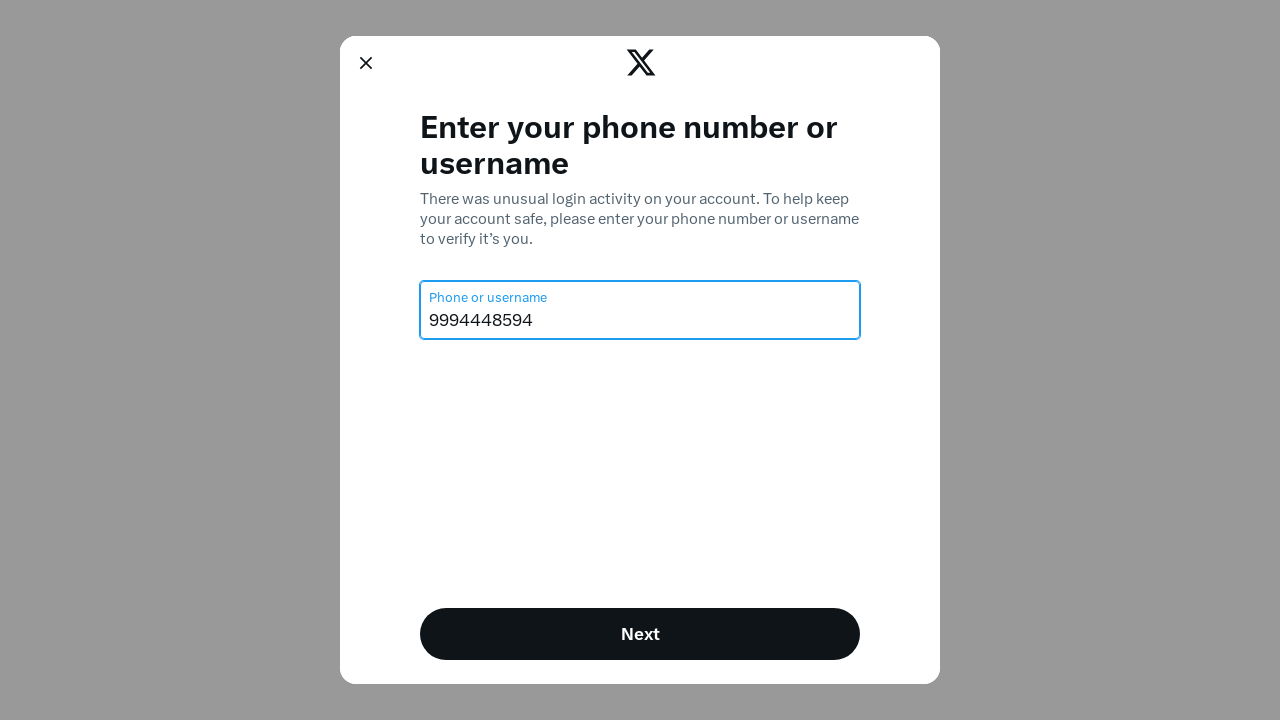 Enter your phone number or
username
There was unusual login activity on your account. To help keep
your account safe, please enter your phone number or username
to verify it’s you.
Phone or username
9994448594
Next